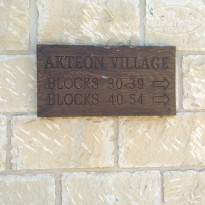 AKTEON VILLAGE
BLOCKS 30-39 ⇨
BLOCKS 40-54 ⇨